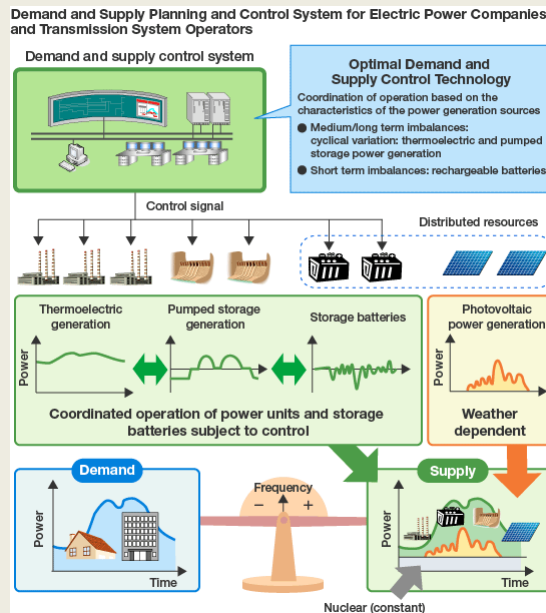 Demand and Supply Planning and Control System for Electric Power Companies
and Transmission System Operators
Demand and supply control system
Optimal Demand and
Supply Control Technology
Coordination of operation based on the
characteristics of the power generation sources
● Medium/long term imbalances:
cyclical variation: thermoelectric and pumped
storage power generation
● Short term imbalances: rechargeable batteries
Control signal
Distributed resources
Thermoelectric
generation
Pumped storage
generation
Storage batteries
Photovoltaic
power generation
Power
Power
Power
Power
Coordinated operation of power units and storage
batteries subject to control
Weather
dependent
Demand
Frequency
− +
Supply
Power
Time
Power
Time
Nuclear (constant)